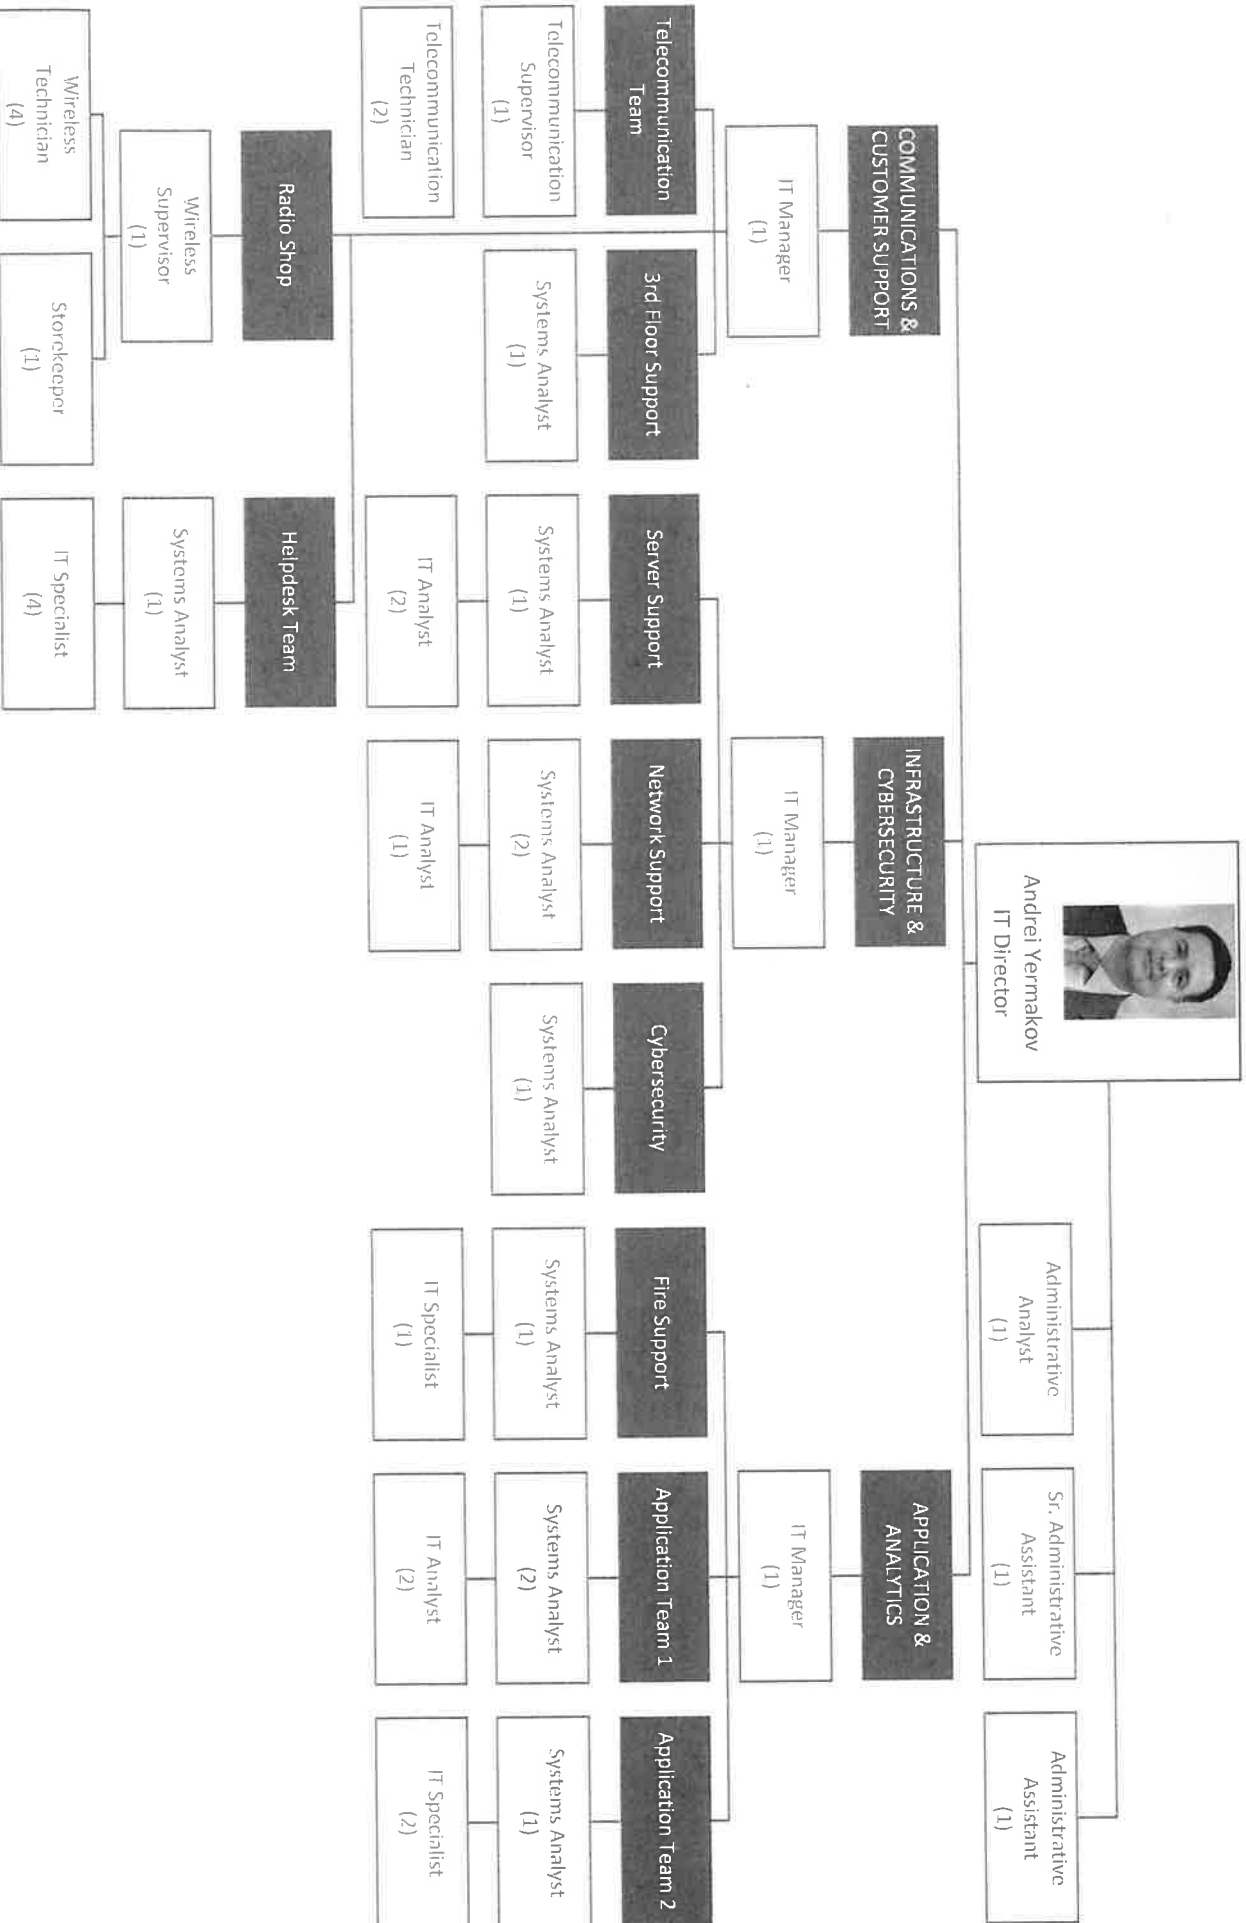 Andrei Yermakov
IT Director
Administrative
Analyst
(1)
Sr. Administrative
Assistant
(1)
Administrative
Assistant
(1)
COMMUNICATIONS &
CUSTOMER SUPPORT
IT Manager
(1)
Telecommunication
Team
Telecommunication
Supervisor
(1)
Telecommunication
Technician
(2)
3rd Floor Support
Systems Analyst
(1)
Radio Shop
Wireless
Supervisor
(1)
Wireless
Technician
(4)
Storekeeper
(1)
Helpdesk Team
Systems Analyst
(1)
IT Specialist
(4)
INFRASTRUCTURE &
CYBERSECURITY
IT Manager
(1)
Server Support
Systems Analyst
(1)
IT Analyst
(2)
Network Support
Systems Analyst
(2)
IT Analyst
(1)
Cybersecurity
Systems Analyst
(1)
APPLICATION &
ANALYTICS
IT Manager
(1)
Fire Support
Systems Analyst
(1)
IT Specialist
(1)
Application Team 1
Systems Analyst
(2)
IT Analyst
(2)
Application Team 2
Systems Analyst
(1)
IT Specialist
(2)